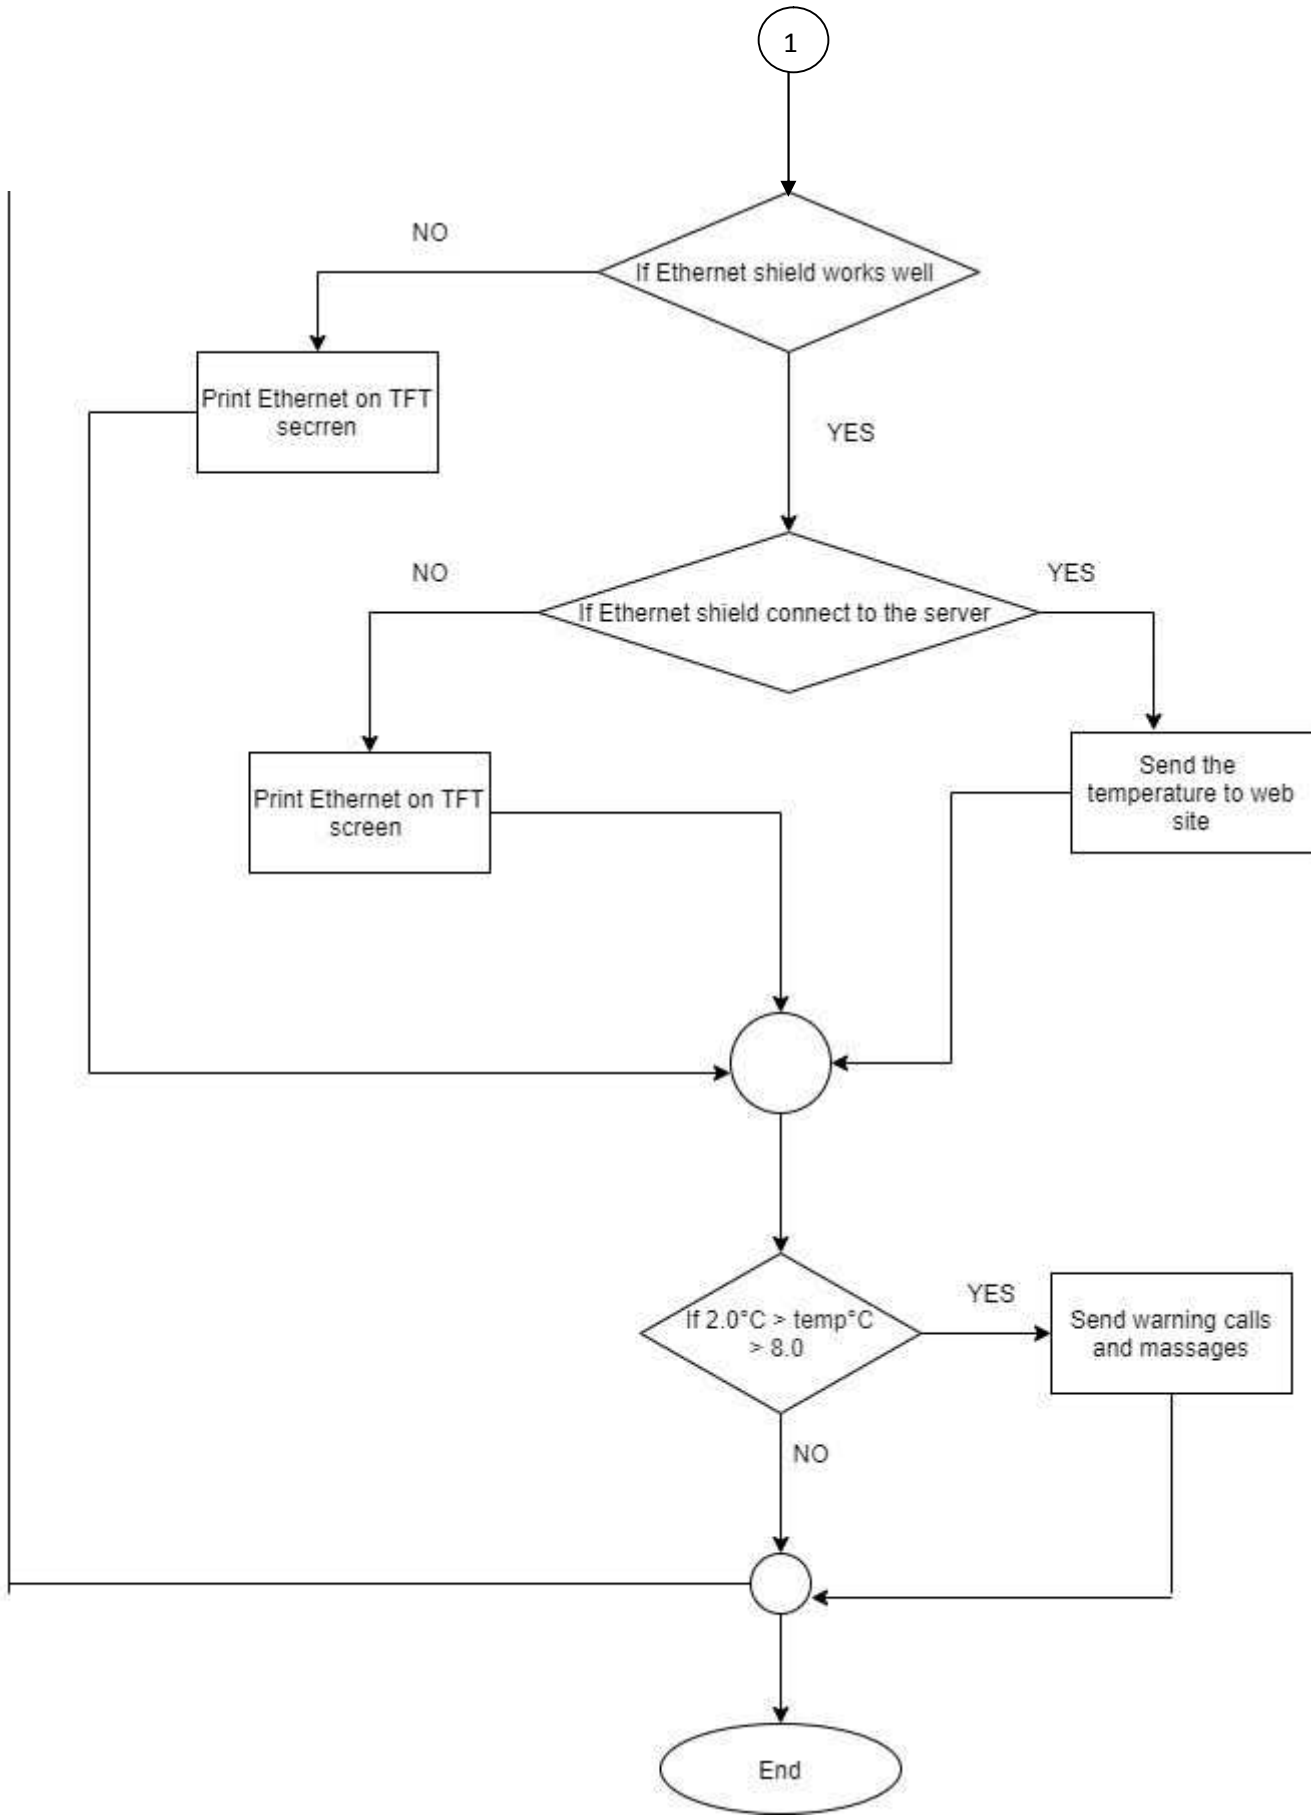 1
NO
If Ethernet shield works well
Print Ethernet on TFT
secrren
YES
NO
YES
If Ethernet shield connect to the server
Print Ethernet on TFT
screen
Send the
temperature to web
site
If 2.0°C > temp°C
> 8.0
YES
Send warning calls
and massages
NO
End